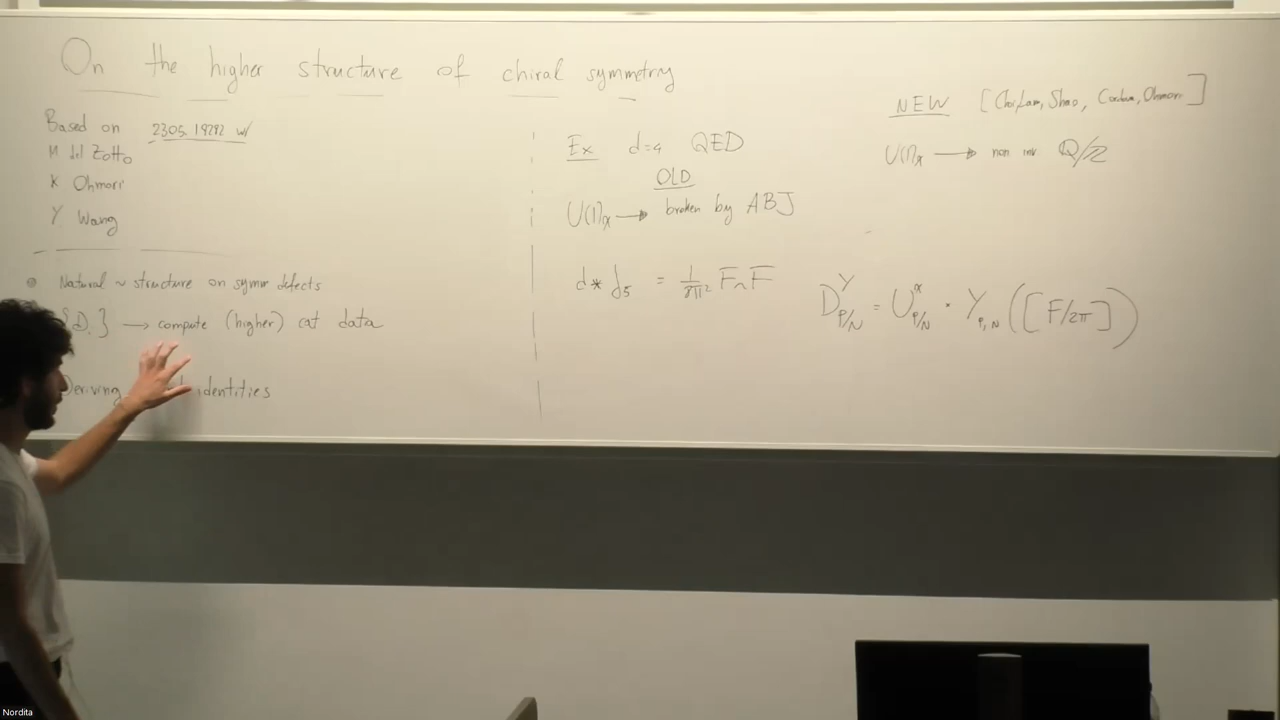 On the higher structure of chiral symmetry
Based on 2305.19292 w/
M del Zotto
K Ohmori
Y Wang
Natural ~ structure on symm defects
D. } → compute (higher) cat data
Deriving identities
Ex d=4 QED
OLD
U(1)χ → broken by ABJ
d * j₅ = 1/8π² F ∧ F
NEW [Choi, Lam, Shao, Cordova, Ohmori]
U(1)χ → non inv Q/Z
D^Y_{p/N} = U^χ_{p/N} · Y_{p,N} ([F/2π])
Nordita